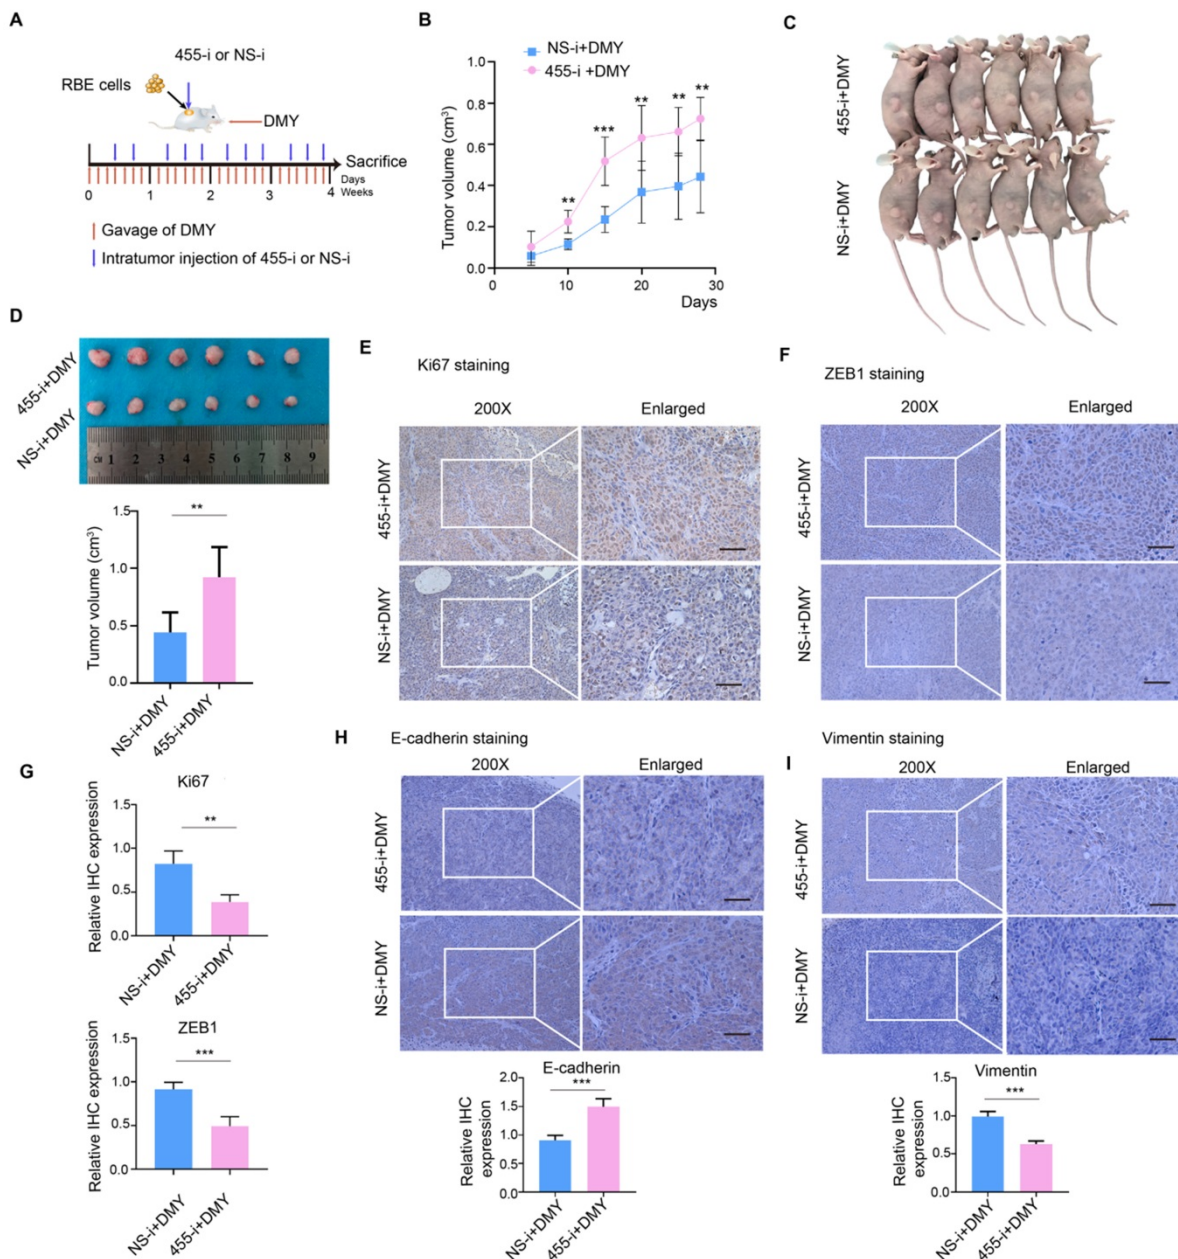 A
455-i or NS-i
RBE cells
DMY
Sacrifice
0 1 2 3 4
Days
Weeks
Gavage of DMY
Intratumor injection of 455-i or NS-i
B
NS-i+DMY
455-i +DMY
Tumor volume (cm³)
1.0
0.8
0.6
0.4
0.2
0.0
** *** ** ** **
0 10 20 30
Days
C
455-i+DMY
NS-i+DMY
D
455-i+DMY
NS-i+DMY
CM 1 2 3 4 5 6 7 8 9
Tumor volume (cm³)
1.5
1.0
0.5
0.0
**
NS-i+DMY
455-i+DMY
E
Ki67 staining
200X Enlarged
455-i+DMY
NS-i+DMY
F
ZEB1 staining
200X Enlarged
455-i+DMY
NS-i+DMY
G
Ki67
Relative IHC expression
1.5
1.0
0.5
0.0
**
NS-i+DMY
455-i+DMY
ZEB1
Relative IHC expression
1.5
1.0
0.5
0.0
***
NS-i+DMY
455-i+DMY
H
E-cadherin staining
200X Enlarged
455-i+DMY
NS-i+DMY
E-cadherin
Relative IHC
expression
2.0
1.5
1.0
0.5
0.0
***
NS-i+DMY
455-i+DMY
I
Vimentin staining
200X Enlarged
455-i+DMY
NS-i+DMY
Vimentin
Relative IHC
expression
1.5
1.0
0.5
0.0
***
NS-i+DMY
455-i+DMY